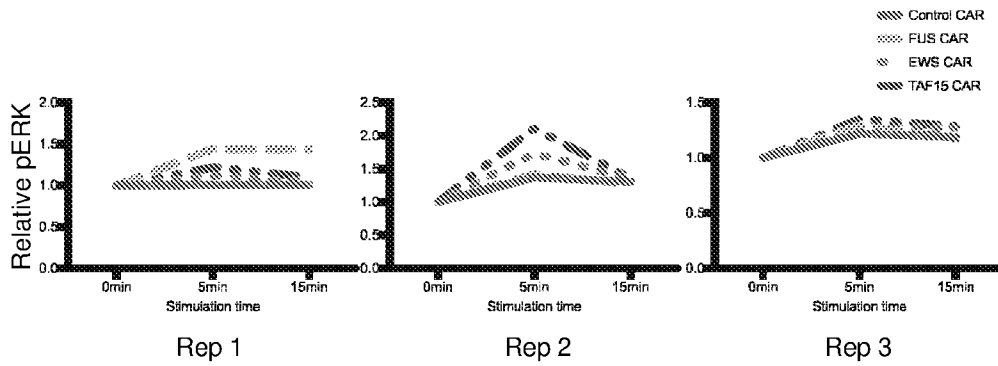 Control CAR
FUS CAR
EWS CAR
TAF15 CAR
Relative pERK
2.0
1.5
1.0
0.5
0.0
0min
5min
15min
Stimulation time
Rep 1
2.5
2.0
1.5
1.0
0.5
0.0
0min
5min
15min
Stimulation time
Rep 2
1.5
1.0
0.5
0.0
0min
5min
15min
Stimulation time
Rep 3